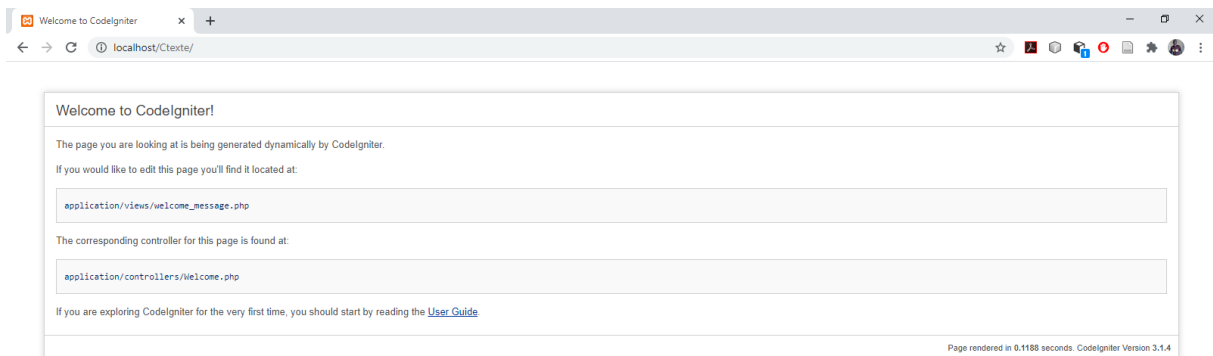 Welcome to CodeIgniter
localhost/Ctexte/
1
Welcome to CodeIgniter!
The page you are looking at is being generated dynamically by CodeIgniter.
If you would like to edit this page you'll find it located at:
application/views/welcome_message.php
The corresponding controller for this page is found at:
application/controllers/Welcome.php
If you are exploring CodeIgniter for the very first time, you should start by reading the User Guide.
Page rendered in 0.1188 seconds. CodeIgniter Version 3.1.4